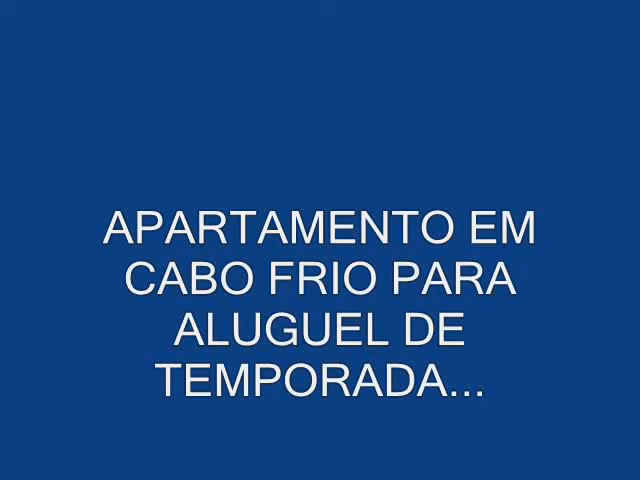 APARTAMENTO EM
CABO FRIO PARA
ALUGUEL DE
TEMPORADA...